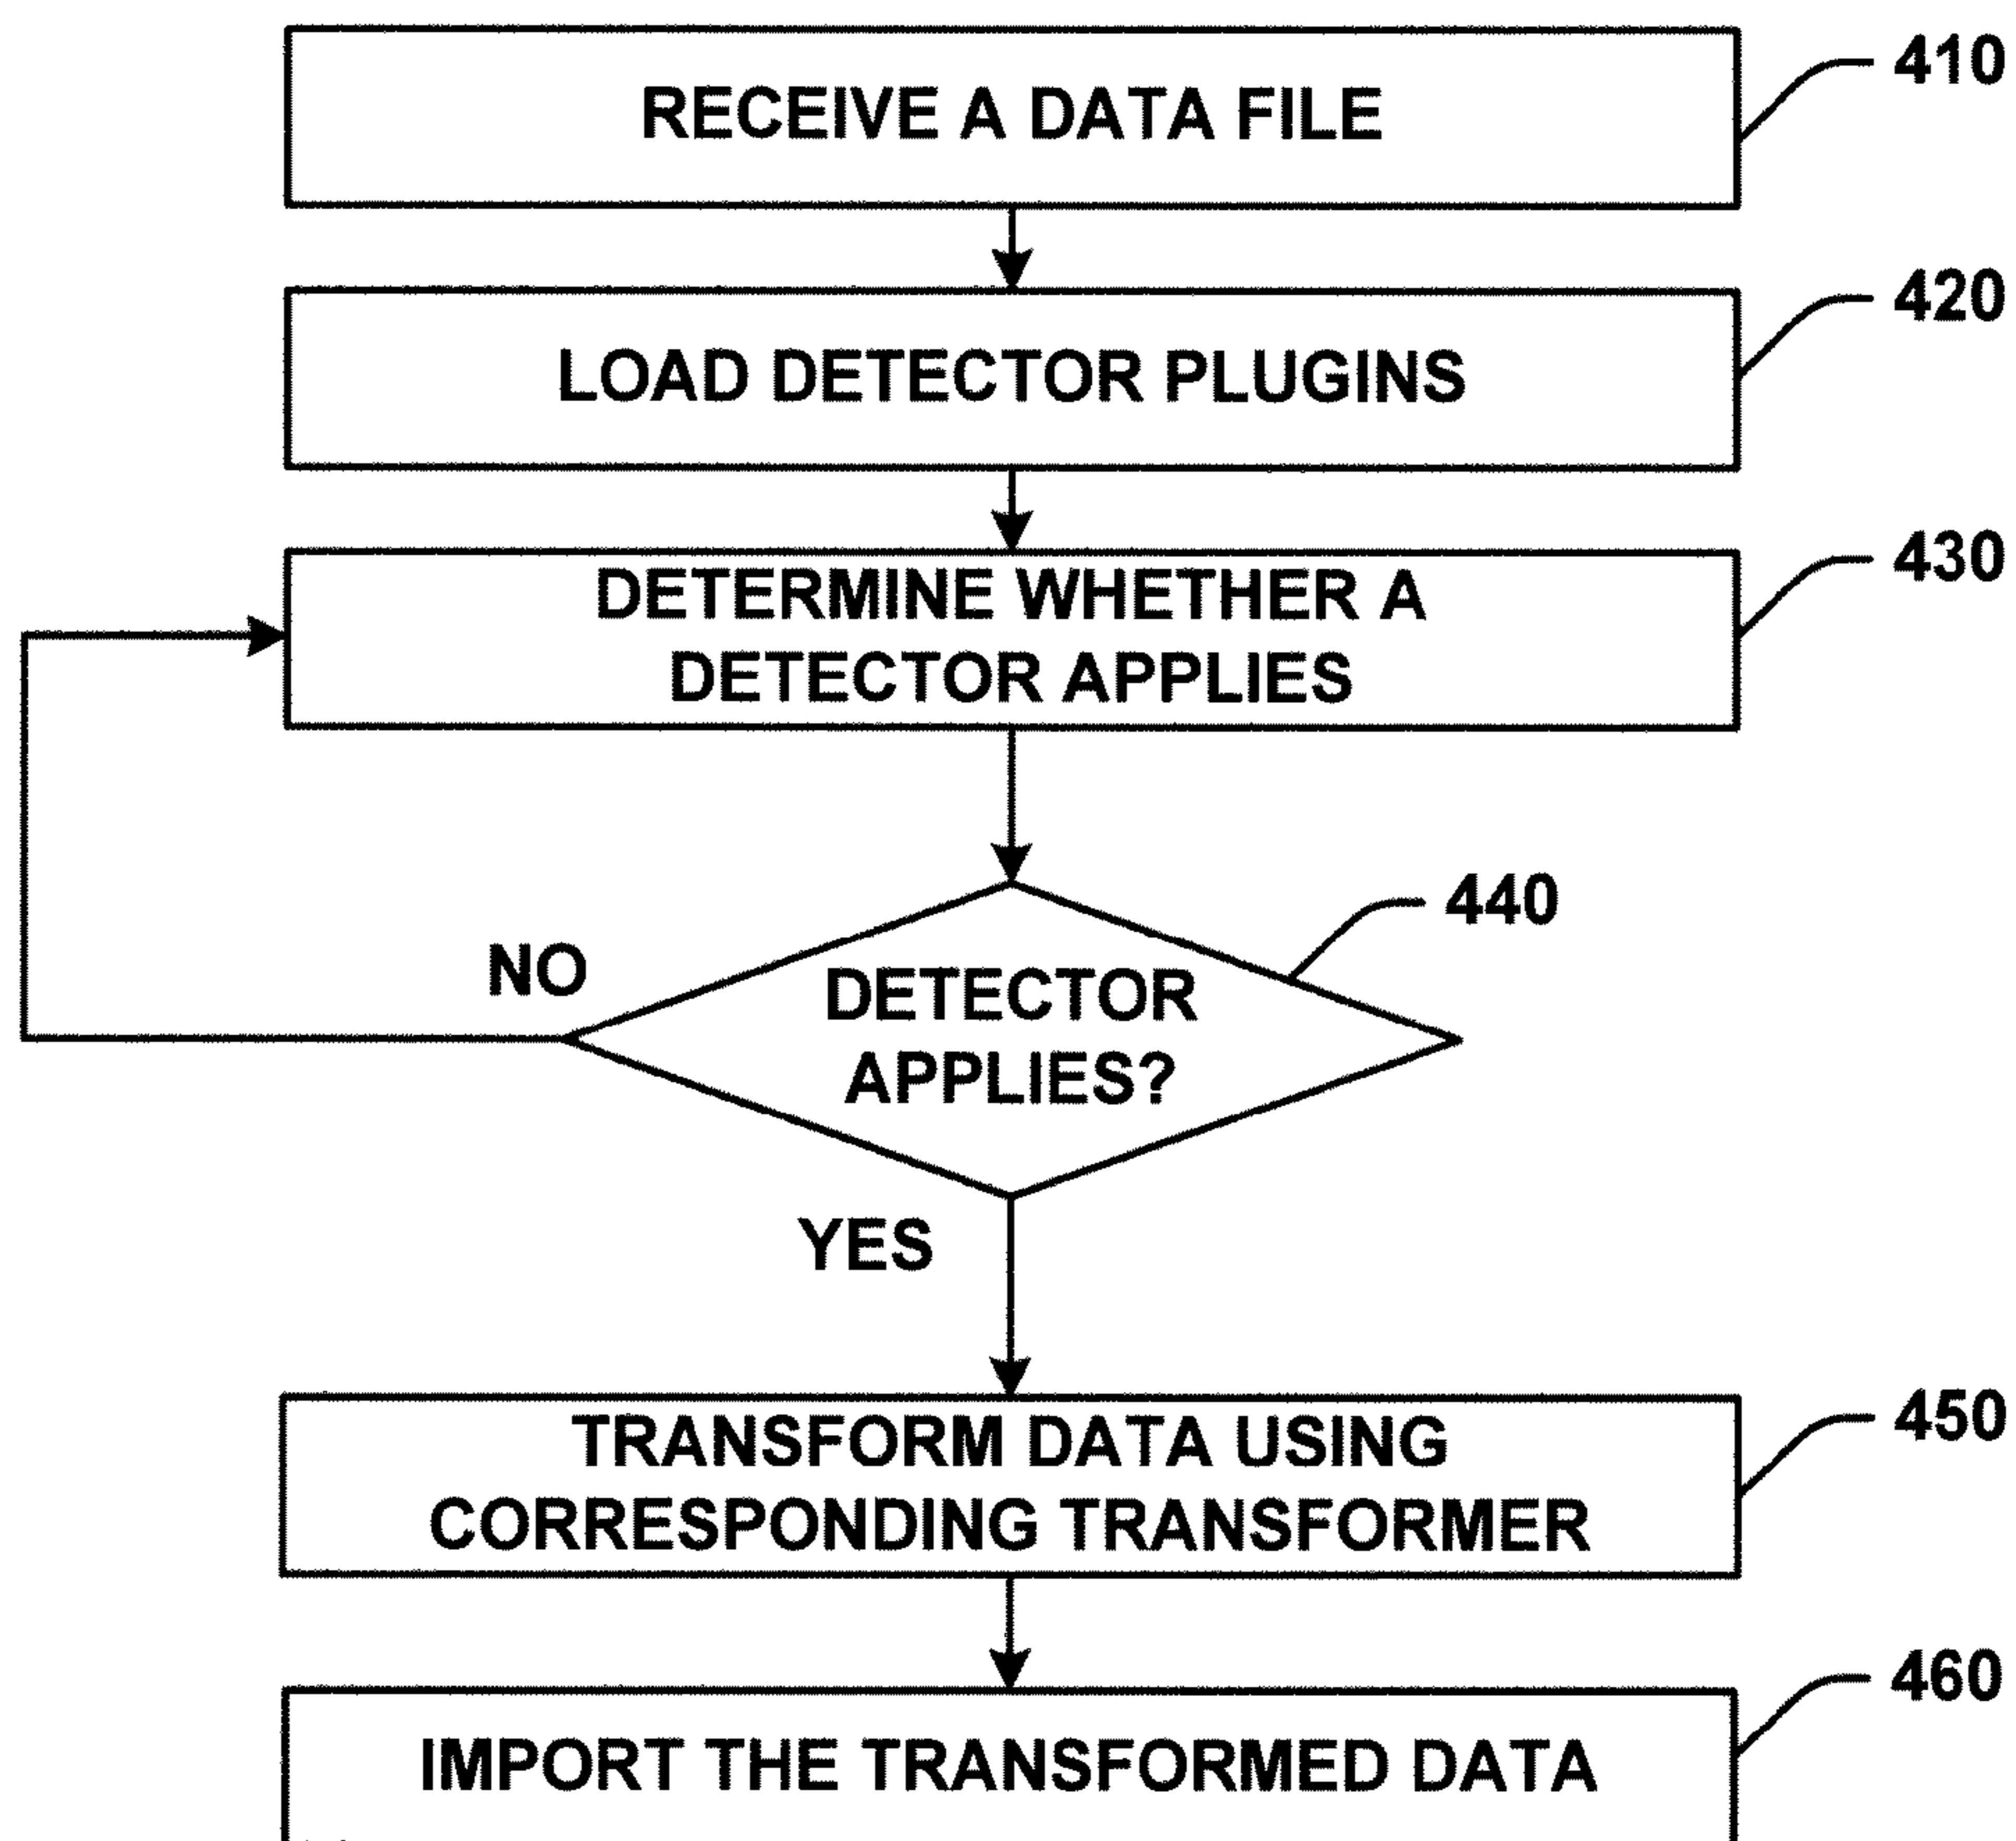 RECEIVE A DATA FILE
410
LOAD DETECTOR PLUGINS
420
DETERMINE WHETHER A
DETECTOR APPLIES
430
440
NO
DETECTOR
APPLIES?
YES
TRANSFORM DATA USING
CORRESPONDING TRANSFORMER
450
460
IMPORT THE TRANSFORMED DATA